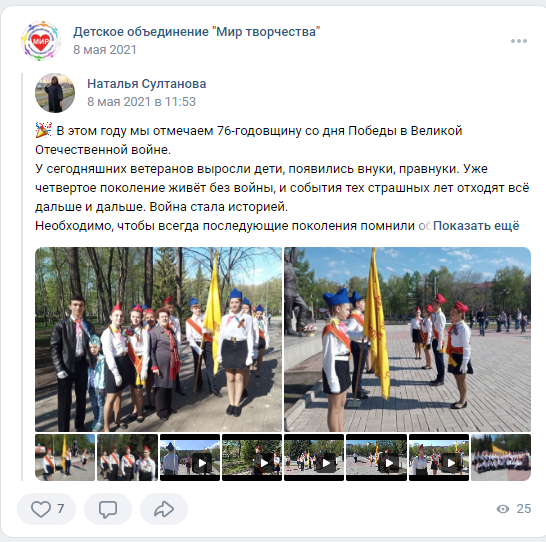 Детское объединение "Мир творчества"
8 мая 2021
МИР
Наталья Султанова
8 мая 2021 в 11:53
В этом году мы отмечаем 76-годовщину со дня Победы в Великой
Отечественной войне.
У сегодняшних ветеранов выросли дети, появились внуки, правнуки. Уже
четвертое поколение живёт без войны, и события тех страшных лет отходят всё
дальше и дальше. Война стала историей.
Необходимо, чтобы всегда последующие поколения помнили об Показать ещё
7
25